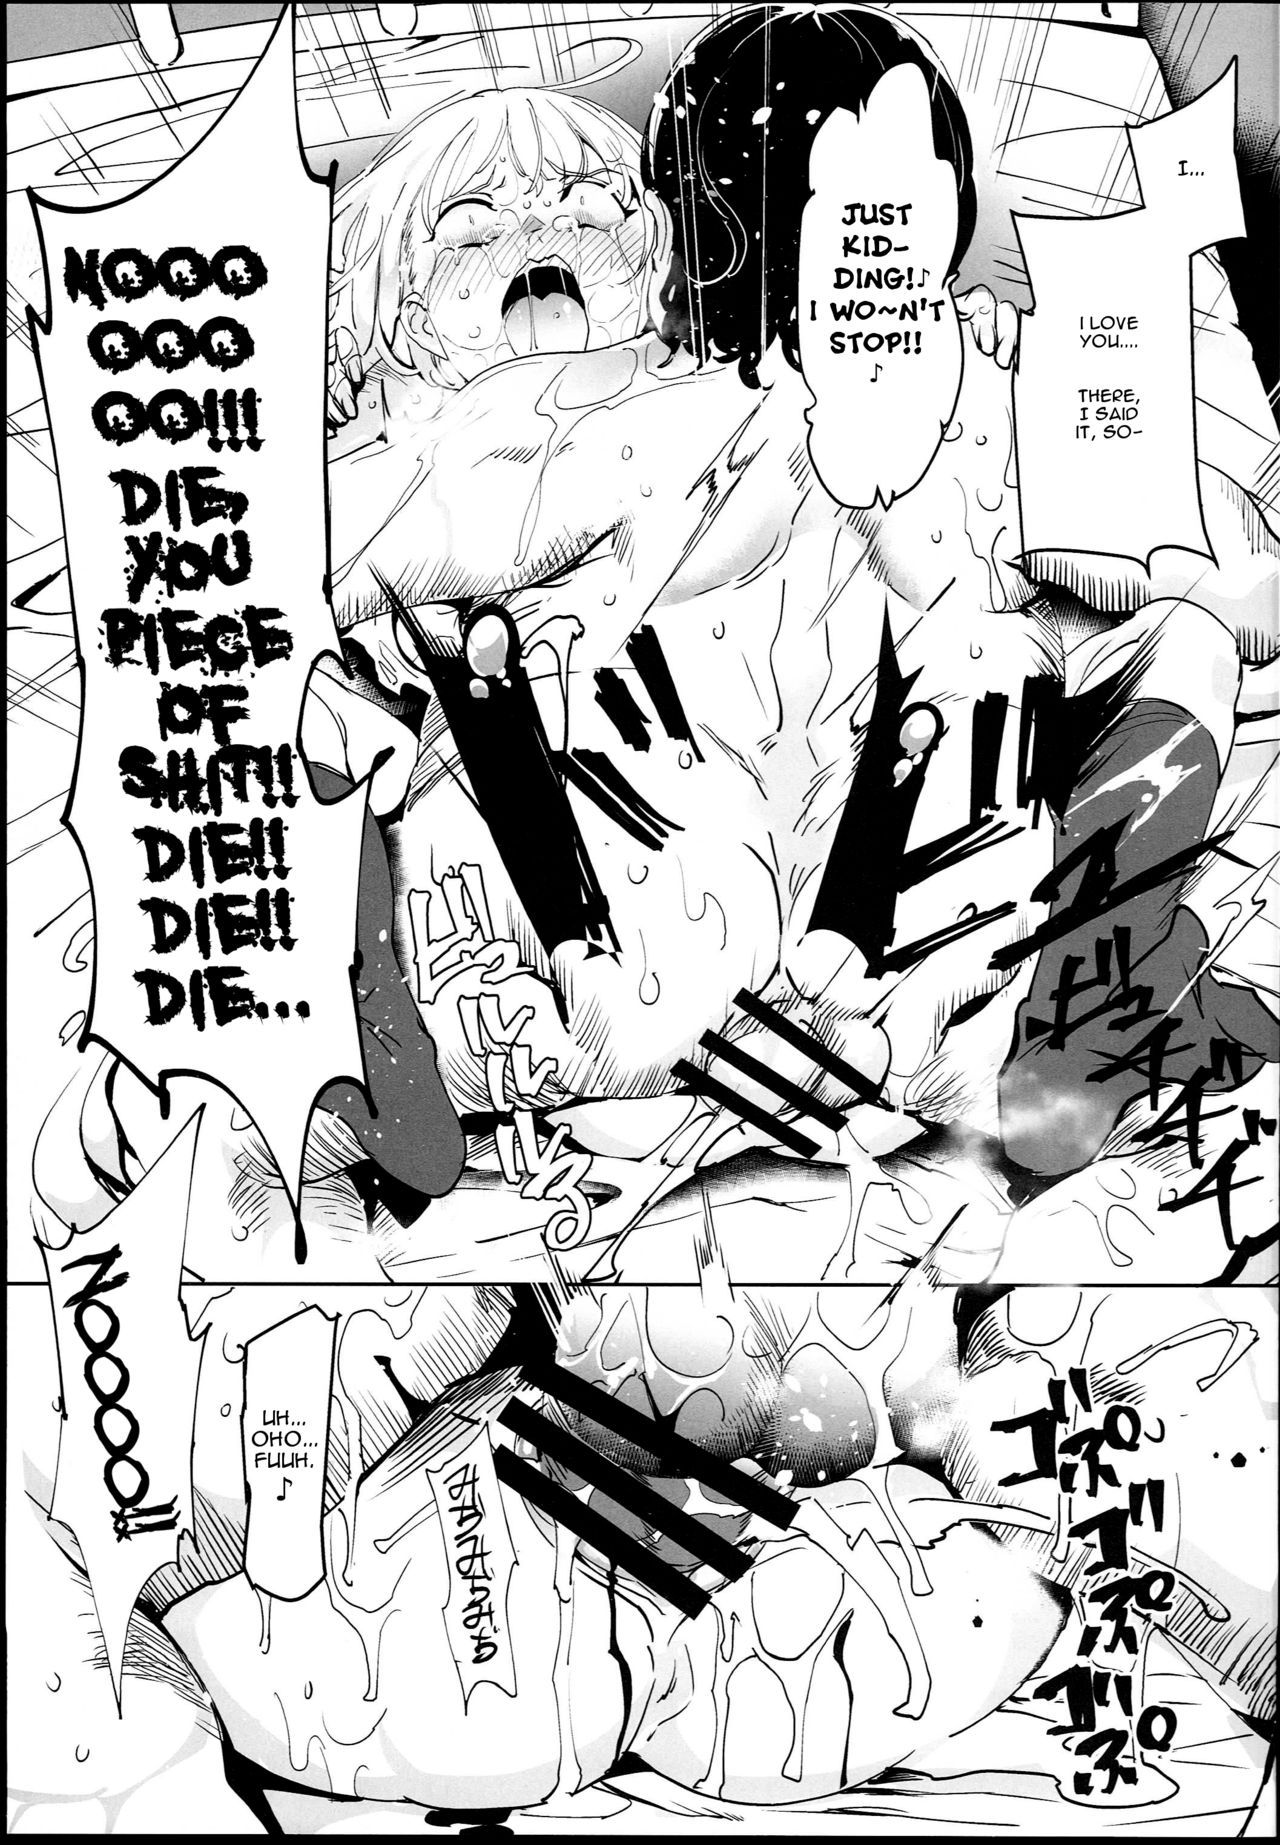 I...
I LOVE
YOU....
THERE,
I SAID
IT, SO-
JUST
KID-
DING!♪
I WO~N'T
STOP!!
♪
NOOO
OOO
OO!!!
DIE,
YOU
PIECE
OF
SHIT!!
DIE!!
DIE!!
DIE...
UH...
OHO...
FUUH.
♪
NOOOO!!